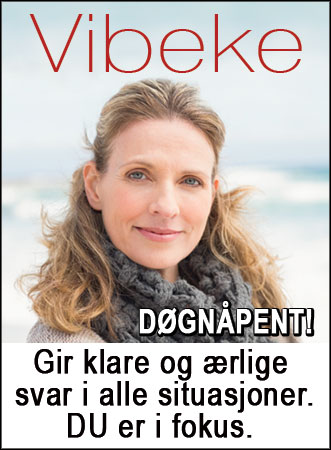 Vibeke
DØGNÅPENT!
Gir klare og ærlige
svar i alle situasjoner.
DU er i fokus.